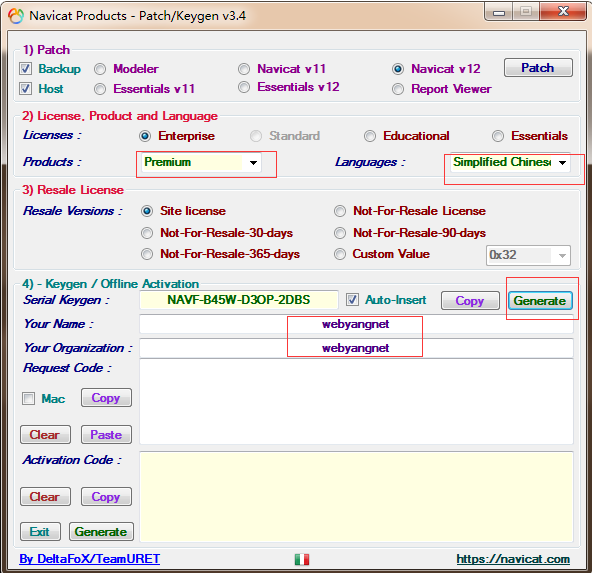 Navicat Products - Patch/Keygen v3.4
1) Patch
Backup Modeler Navicat v11 Navicat v12 Patch
Host Essentials v11 Essentials v12 Report Viewer
2) License, Product and Language
Licenses : Enterprise Standard Educational Essentials
Products : Premium Languages : Simplified Chinese
3) Resale License
Resale Versions : Site license Not-For-Resale License
Not-For-Resale-30-days Not-For-Resale-90-days
Not-For-Resale-365-days Custom Value 0x32
4) - Keygen / Offline Activation
Serial Keygen : NAVF-B45W-D3OP-2DBS Auto-Insert Copy Generate
Your Name : webyangnet
Your Organization : webyangnet
Request Code :
Mac Copy
Clear Paste
Activation Code :
Clear Copy
Exit Generate
By DeltaFoX/TeamURET https://navicat.com